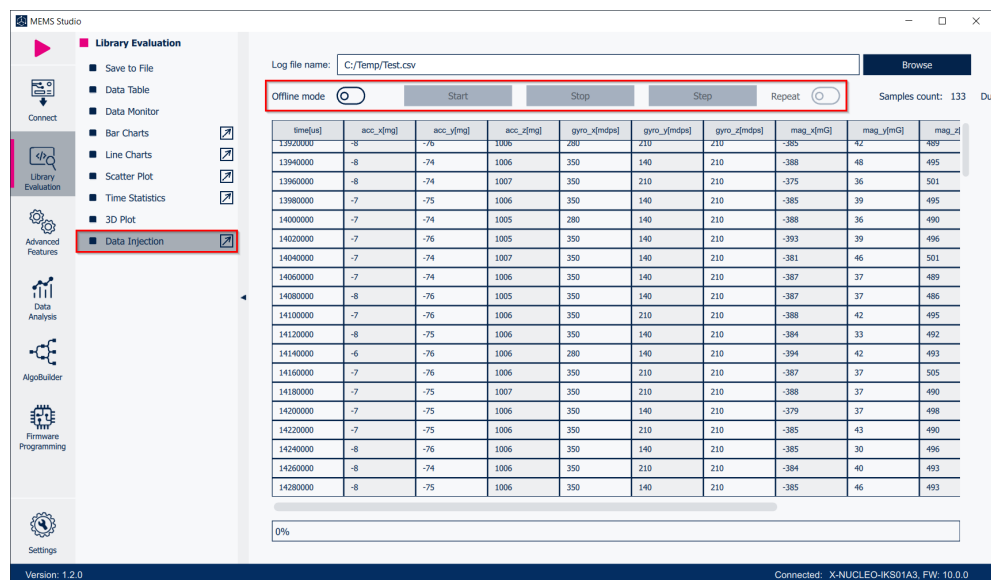 MEMS Studio
Connect
Library
Evaluation
Advanced
Features
Data
Analysis
AlgoBuilder
Firmware
Programming
Settings
Library Evaluation
Save to File
Data Table
Data Monitor
Bar Charts
Line Charts
Scatter Plot
Time Statistics
3D Plot
Data Injection
Log file name: C:/Temp/Test.csv Browse
Offline mode Start Stop Step Repeat Samples count: 133 Du
time[us] acc_x[mg] acc_y[mg] acc_z[mg] gyro_x[mdps] gyro_y[mdps] gyro_z[mdps] mag_x[mG] mag_y[mG] mag_z[
13920000 -8 -76 1006 280 210 210 -385 42 489
13940000 -8 -74 1006 350 140 210 -388 48 495
13960000 -8 -74 1007 350 210 210 -375 36 501
13980000 -7 -75 1006 350 140 210 -385 39 495
14000000 -7 -74 1005 280 140 210 -388 36 490
14020000 -7 -76 1005 350 140 210 -393 39 496
14040000 -7 -74 1007 350 140 210 -381 46 501
14060000 -7 -74 1006 350 140 210 -387 37 489
14080000 -8 -76 1005 350 140 210 -387 37 486
14100000 -7 -76 1006 350 210 210 -388 42 495
14120000 -8 -75 1006 350 140 210 -384 33 492
14140000 -6 -76 1006 280 140 210 -394 42 493
14160000 -7 -76 1006 350 210 210 -387 37 505
14180000 -7 -75 1007 350 140 210 -388 37 490
14200000 -7 -75 1006 350 140 210 -379 37 498
14220000 -7 -75 1006 350 210 210 -385 43 490
14240000 -8 -76 1006 350 140 210 -385 30 496
14260000 -8 -74 1006 350 210 210 -384 40 493
14280000 -8 -75 1006 350 140 210 -385 46 493
0%
Version: 1.2.0
Connected: X-NUCLEO-IKS01A3, FW: 10.0.0